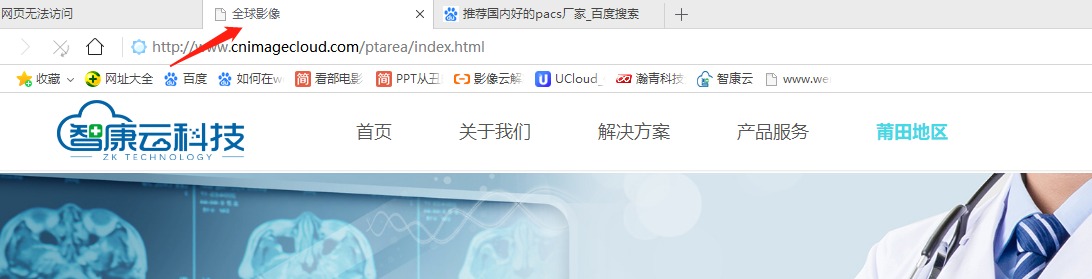 网页无法访问 全球影像 推荐国内好的pacs厂家_百度搜索
http://www.cnimagecloud.com/ptarea/index.html
收藏 网址大全 百度 如何在w 看部电影 PPT从丑 影像云解 UCloud_ 瀚青科技 智康云 www.we
智康云科技
ZK TECHNOLOGY
首页 关于我们 解决方案 产品服务 莆田地区